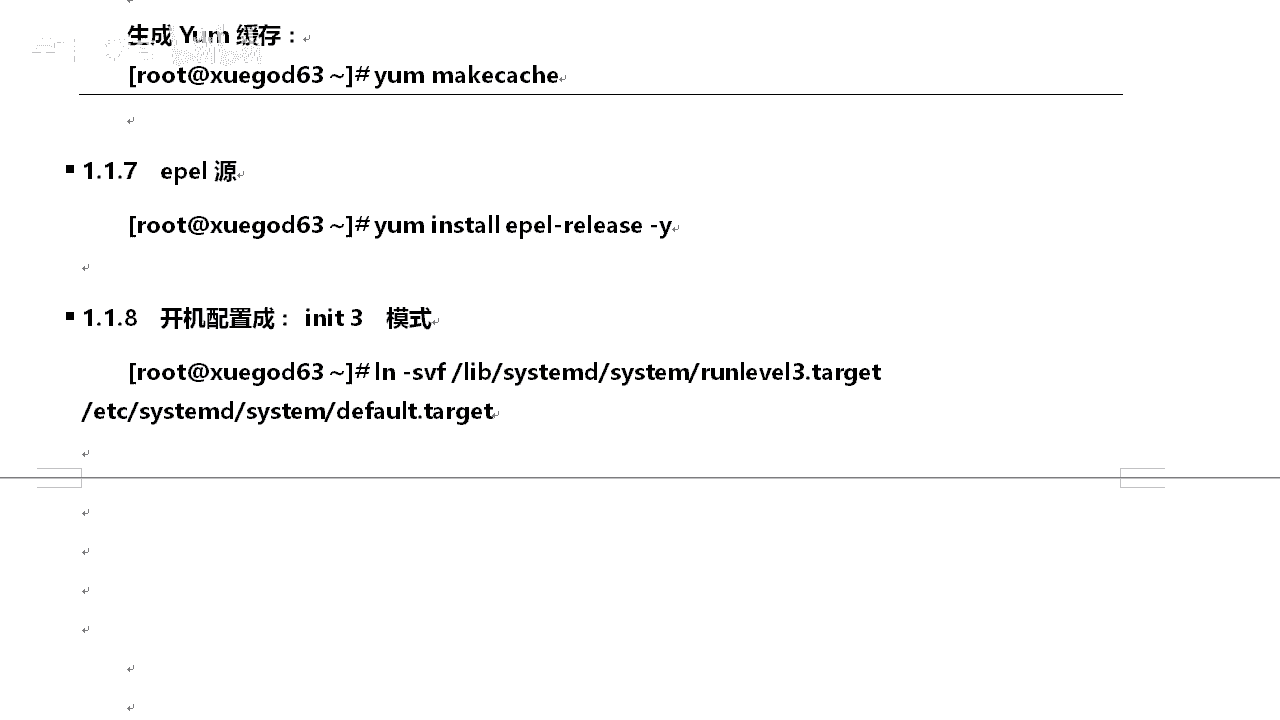 生成 Yum 缓存：
[root@xuegod63 ~]# yum makecache
1.1.7 epel 源
[root@xuegod63 ~]# yum install epel-release -y
1.1.8 开机配置成： init 3 模式
[root@xuegod63 ~]# ln -svf /lib/systemd/system/runlevel3.target
/etc/systemd/system/default.target